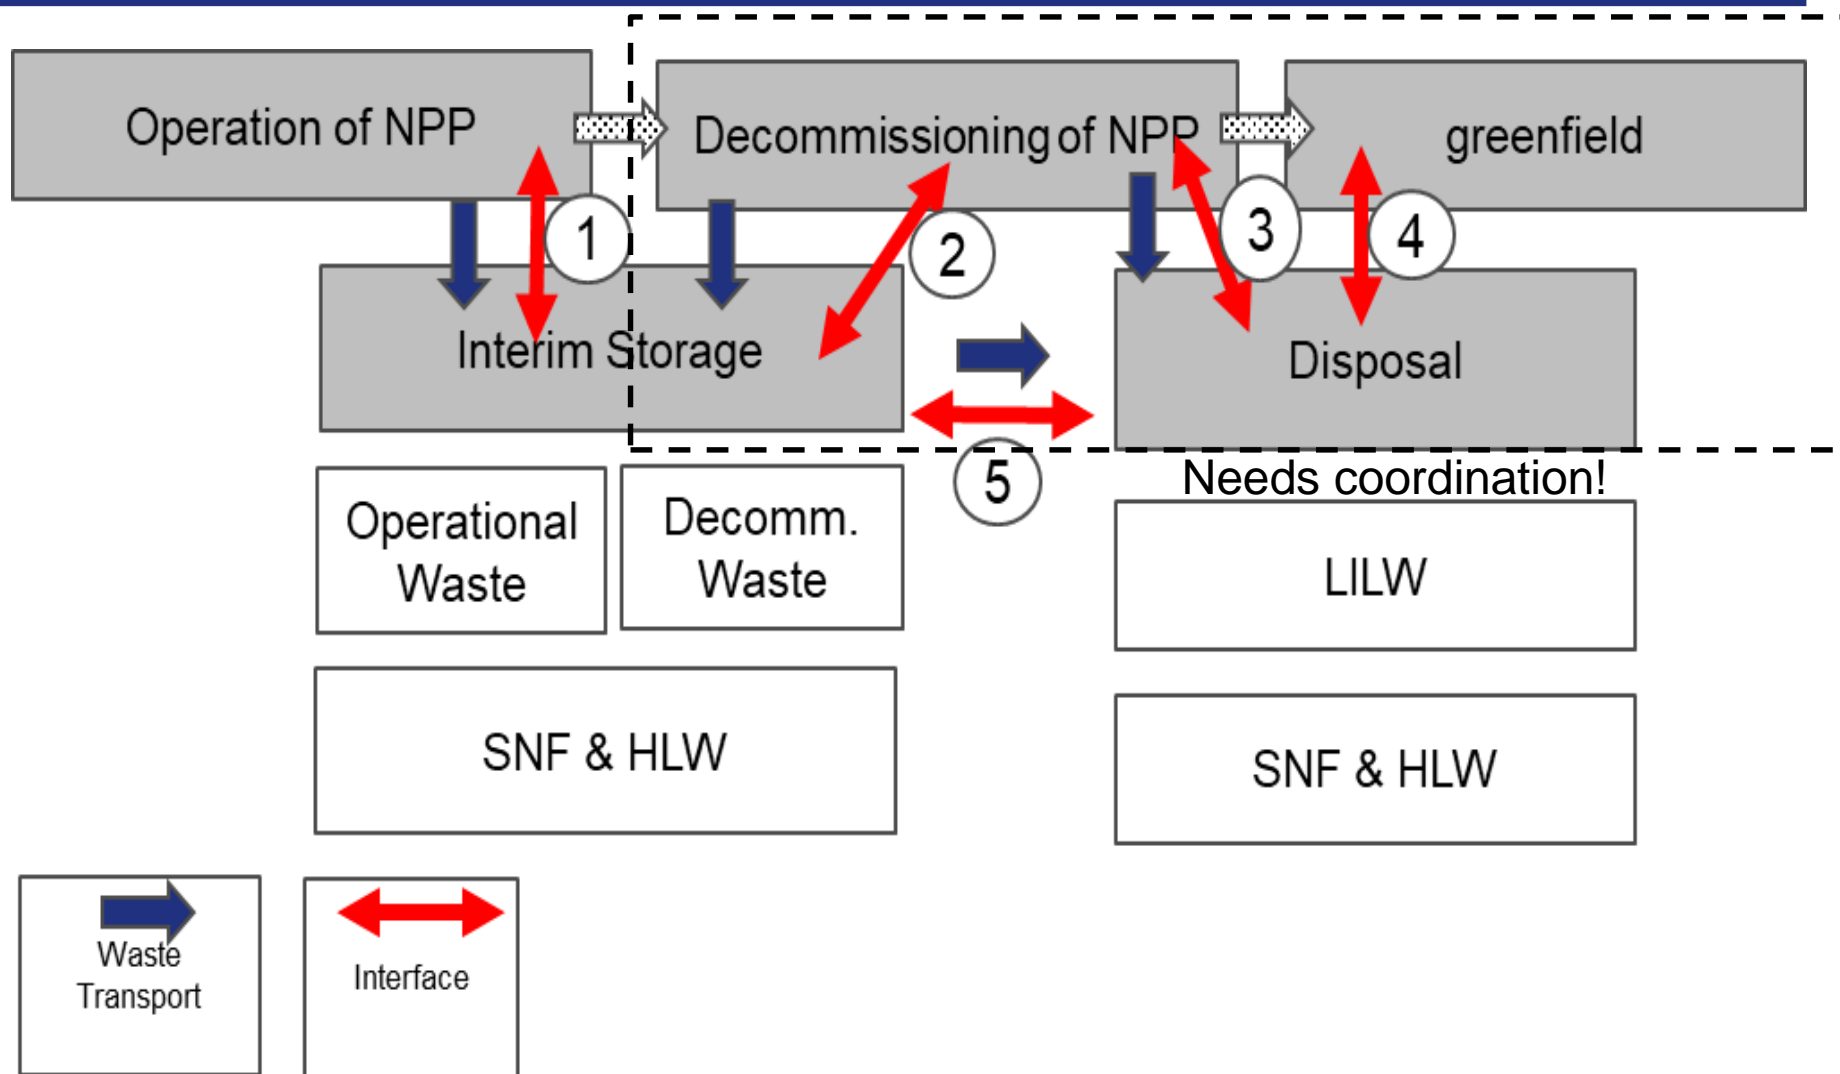 Operation of NPP
Decommissioning of NPP
greenfield
1
2
3
4
Interim Storage
Disposal
5
Needs coordination!
Operational
Waste
Decomm.
Waste
LILW
SNF & HLW
SNF & HLW
Waste
Transport
Interface